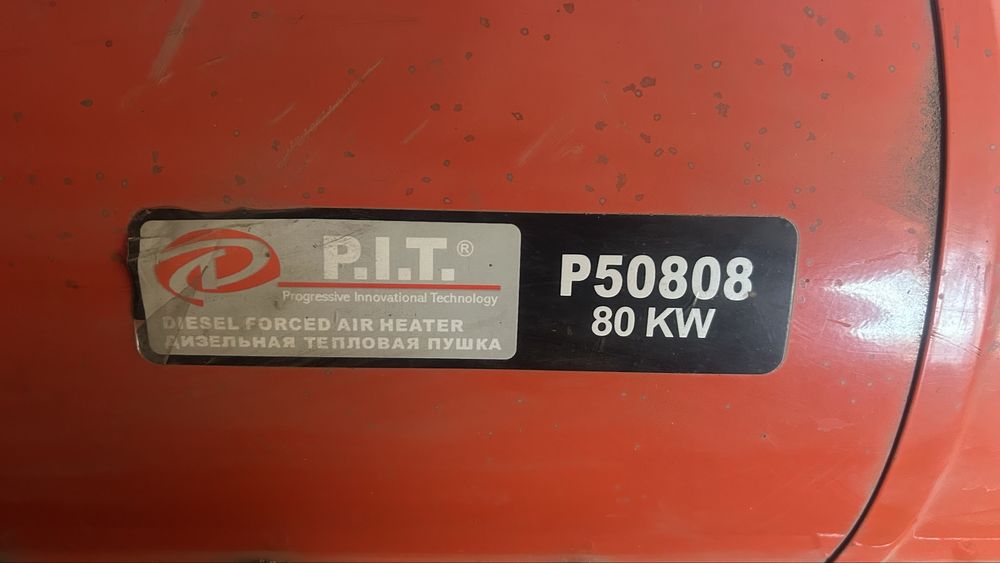 P.I.T.®
Progressive Innovational Technology
DIESEL FORCED AIR HEATER
ДИЗЕЛЬНАЯ ТЕПЛОВАЯ ПУШКА
P50808
80 KW